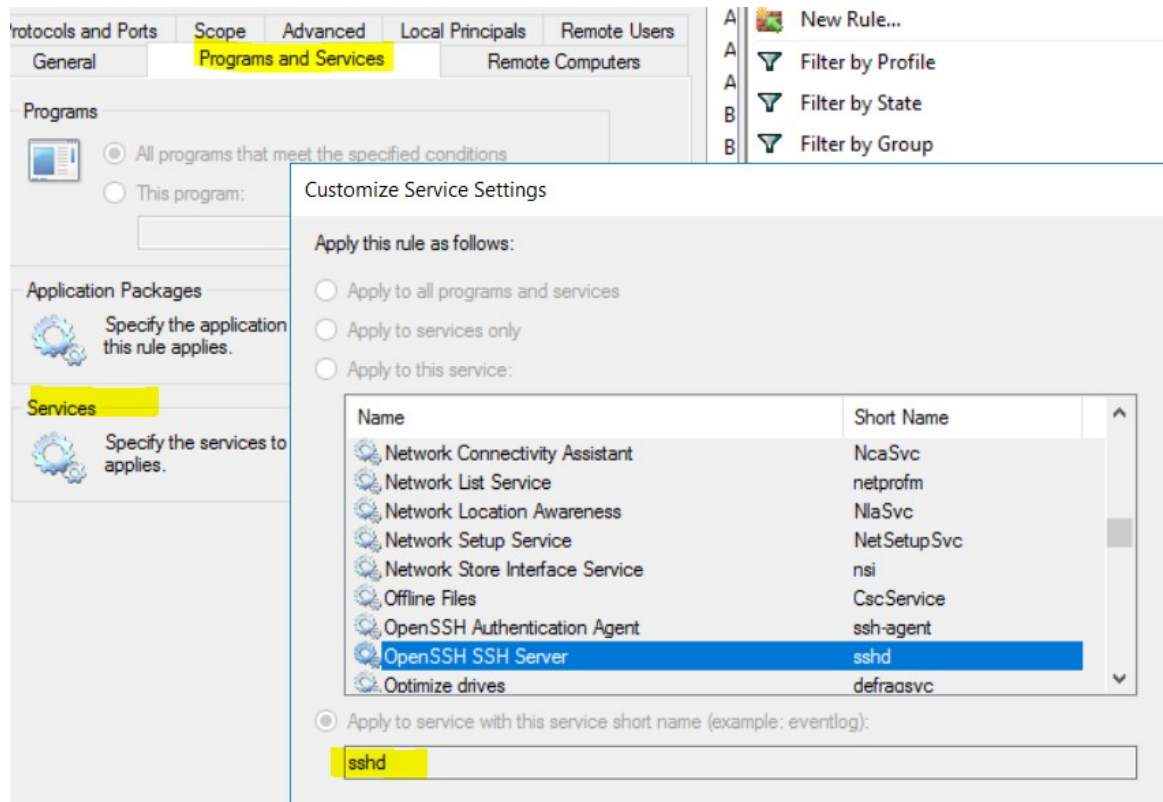 Protocols and Ports Scope Advanced Local Principals Remote Users
General Programs and Services Remote Computers
Programs
All programs that meet the specified conditions
This program:
Application Packages
Specify the application
this rule applies.
Services
Specify the services to
applies.
A
A
A
B
B
New Rule...
Filter by Profile
Filter by State
Filter by Group
Customize Service Settings
Apply this rule as follows:
Apply to all programs and services
Apply to services only
Apply to this service:
Name Short Name
Network Connectivity Assistant NcaSvc
Network List Service netprofm
Network Location Awareness NlaSvc
Network Setup Service NetSetupSvc
Network Store Interface Service nsi
Offline Files CscService
OpenSSH Authentication Agent ssh-agent
OpenSSH SSH Server sshd
Optimize drives defragsvc
Apply to service with this service short name (example: eventlog):
sshd